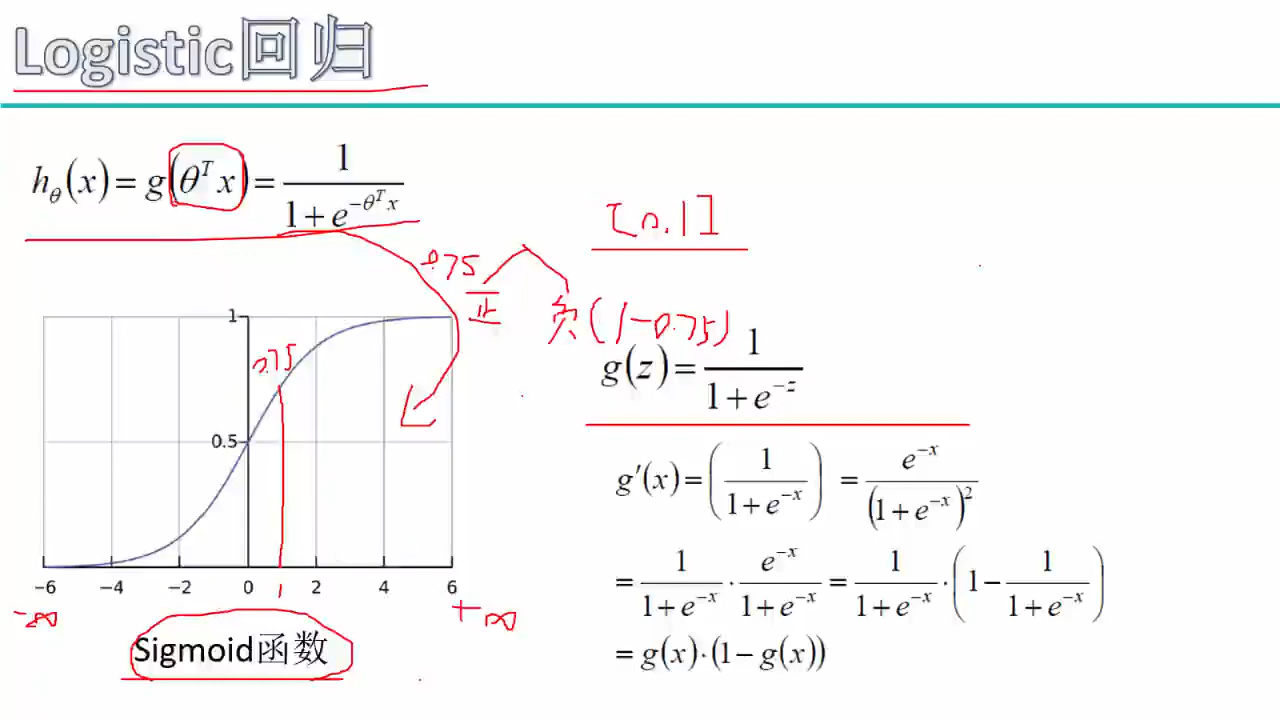 Logistic回归
h_θ(x) = g(θ^T x) = 1 / (1 + e^{-θ^T x})
[0,1]
0.75
正
负(1-0.75)
g(z) = 1 / (1 + e^{-z})
1
0.75
0.5
g'(x) = (1 / (1 + e^{-x})) = e^{-x} / (1 + e^{-x})^2
= 1 / (1 + e^{-x}) · e^{-x} / (1 + e^{-x}) = 1 / (1 + e^{-x}) · (1 - 1 / (1 + e^{-x}))
= g(x)·(1 - g(x))
-6 -4 -2 0 1 2 4 6
-∞ +∞
Sigmoid函数